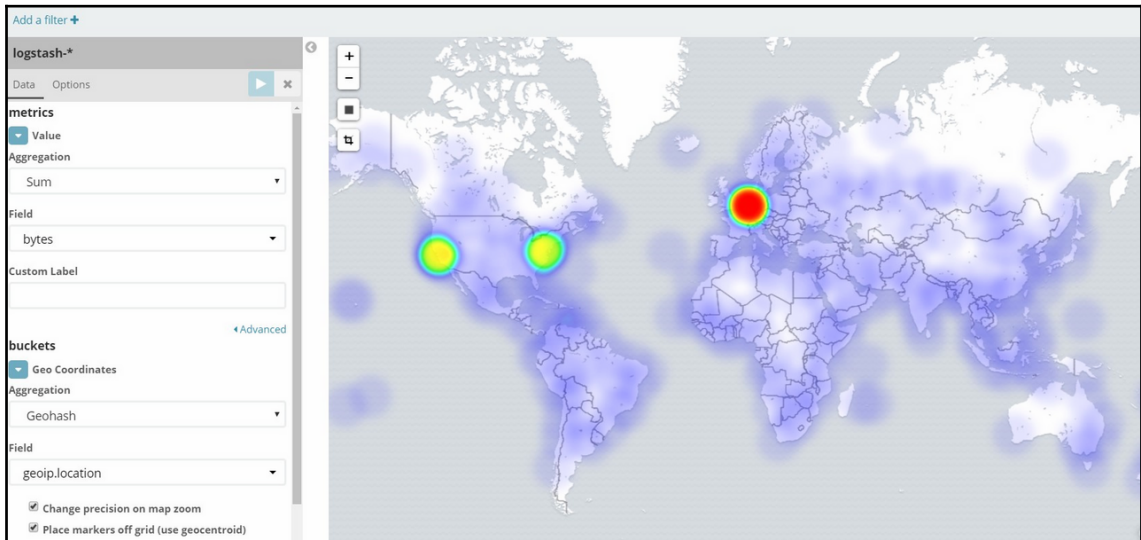 Add a filter +
logstash-*
Data Options
metrics
Value
Aggregation
Sum
Field
bytes
Custom Label
Advanced
buckets
Geo Coordinates
Aggregation
Geohash
Field
geoip.location
Change precision on map zoom
Place markers off grid (use geocentroid)
+
−